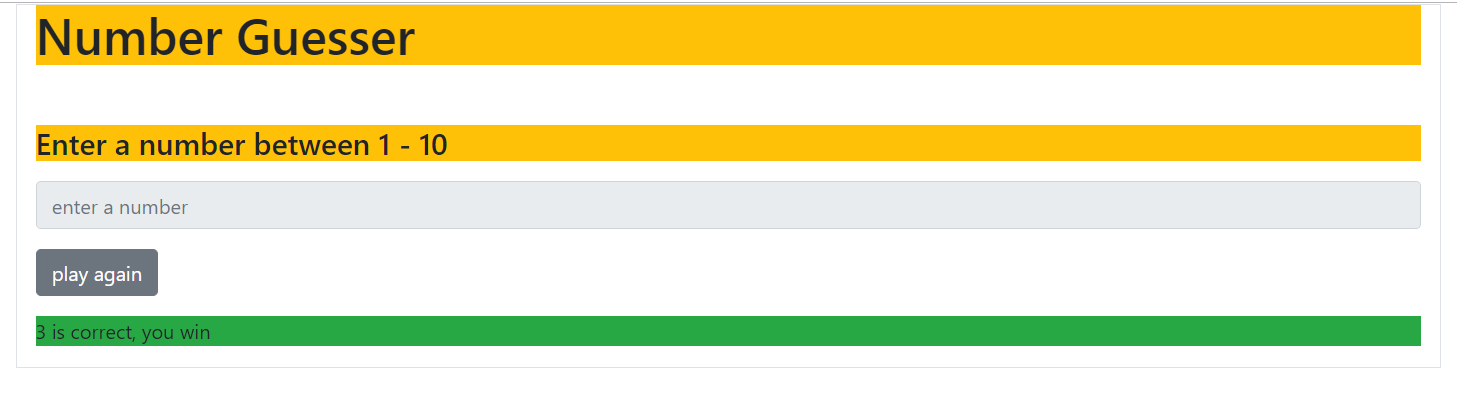 Number Guesser
Enter a number between 1 - 10
enter a number
play again
3 is correct, you win